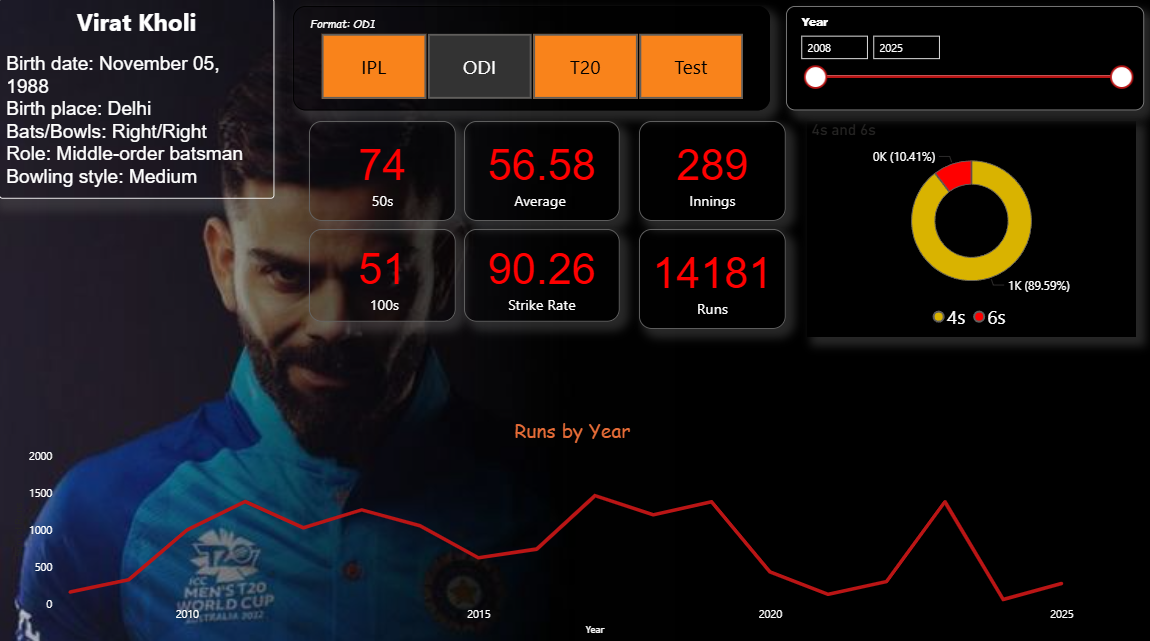 Virat Kholi
Birth date: November 05,
1988
Birth place: Delhi
Bats/Bowls: Right/Right
Role: Middle-order batsman
Bowling style: Medium
Format: ODI
IPL
ODI
T20
Test
Year
2008
2025
74
50s
56.58
Average
289
Innings
51
100s
90.26
Strike Rate
14181
Runs
4s and 6s
0K (10.41%)
1K (89.59%)
4s
6s
Runs by Year
2000
1500
1000
500
0
2010
2015
2020
2025
Year
T20
ICC
MEN'S T20
WORLD CUP
AUSTRALIA 2022